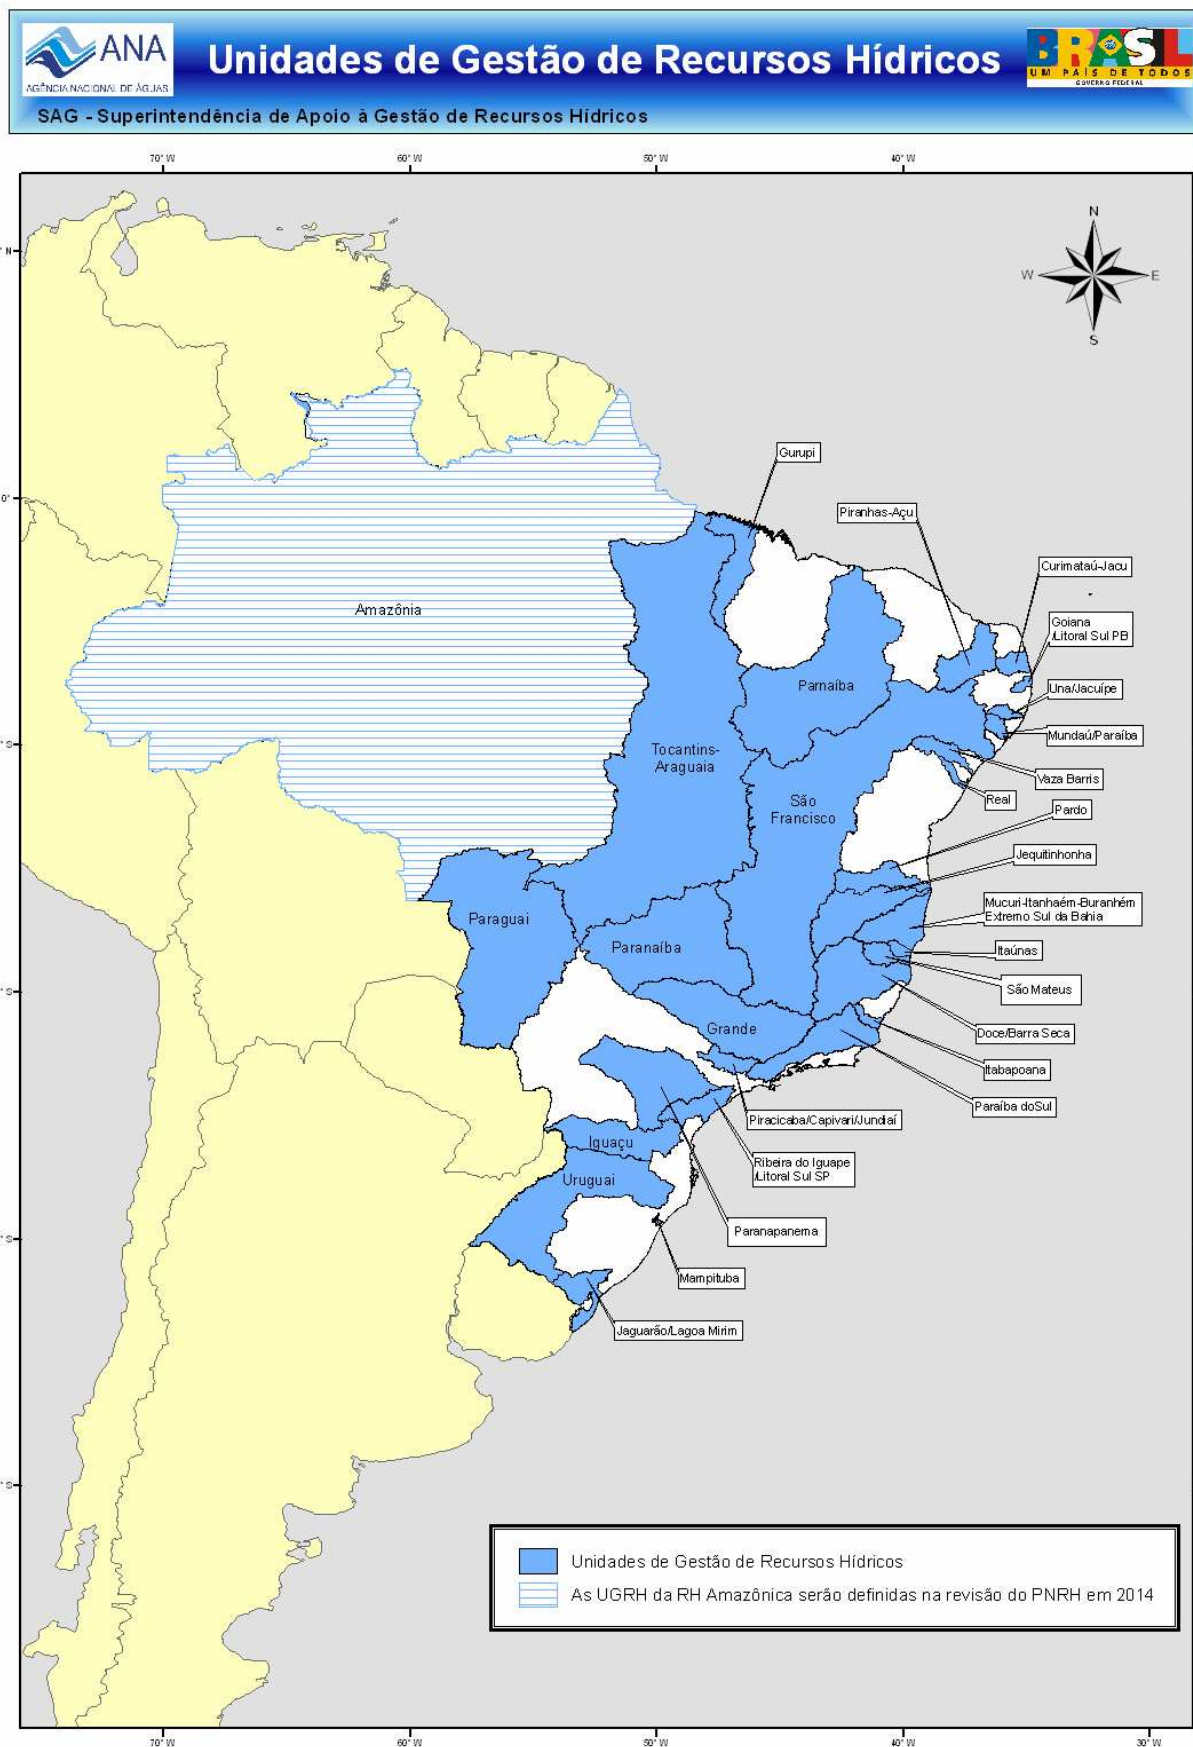 ANA
AGÊNCIA NACIONAL DE ÁGUAS
Unidades de Gestão de Recursos Hídricos
BRASIL
UM PAÍS DE TODOS
GOVERNO FEDERAL
SAG - Superintendência de Apoio à Gestão de Recursos Hídricos
70° W
60° W
50° W
40° W
N
W
E
S
° N
0°
° S
° S
° S
° S
Gurupi
Piranhas-Açu
Curimataú-Jacu
Goiana
/Litoral Sul PB
Amazônia
Parnaíba
Una/Jacuípe
Mundaú/Paraíba
Tocantins-
Araguaia
Vaza Barris
São
Francisco
Real
Pardo
Jequitinhonha
Mucuri-Itanhaém-Buranhém
Extremo Sul da Bahia
Paraguai
Paranaíba
Itaúnas
São Mateus
Grande
Doce/Barra Seca
Itabapoana
Paraíba doSul
Piracicaba/Capivari/Jundiaí
Iguaçu
Ribeira do Iguape
/Litoral Sul SP
Uruguai
Paranapanema
Mampituba
Jaguarão/Lagoa Mirim
Unidades de Gestão de Recursos Hídricos
As UGRH da RH Amazônica serão definidas na revisão do PNRH em 2014
70° W
60° W
50° W
40° W
30° W